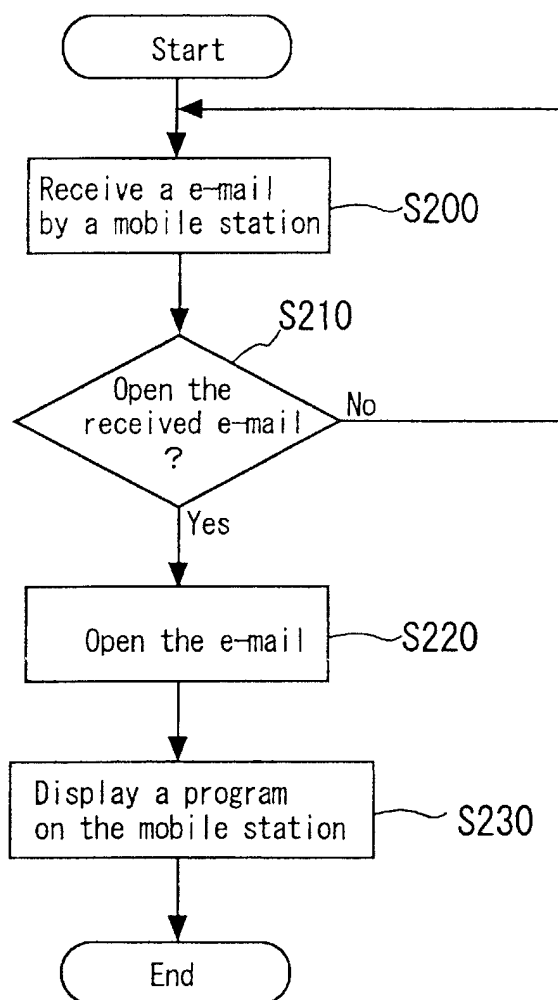 Start
Receive a e-mail
by a mobile station
S200
S210
Open the
received e-mail
?
No
Yes
Open the e-mail
S220
Display a program
on the mobile station
S230
End